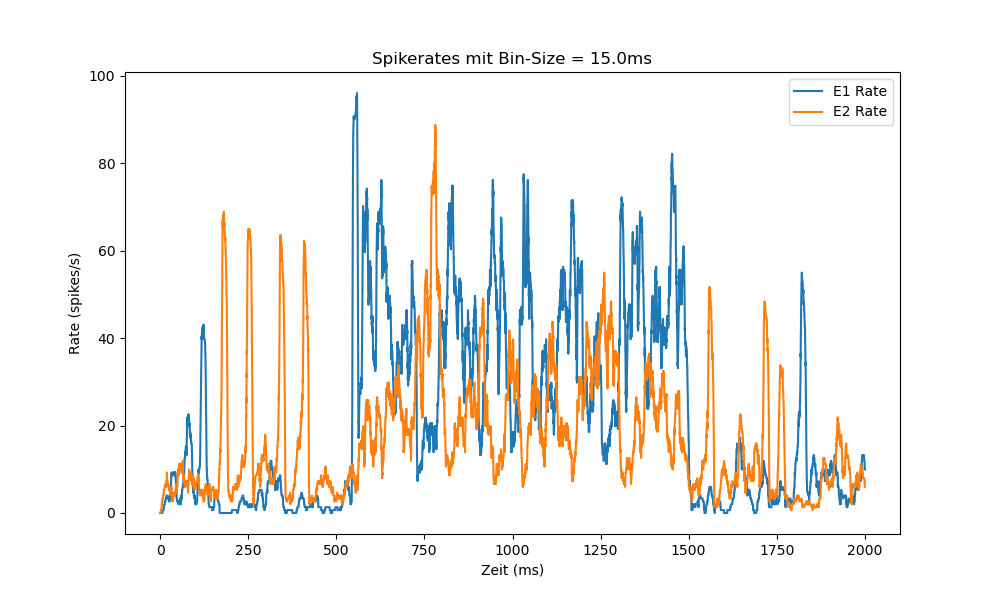 Spikerates mit Bin-Size = 15.0ms
E1 Rate
E2 Rate
100
80
60
40
20
0
Rate (spikes/s)
0 250 500 750 1000 1250 1500 1750 2000
Zeit (ms)